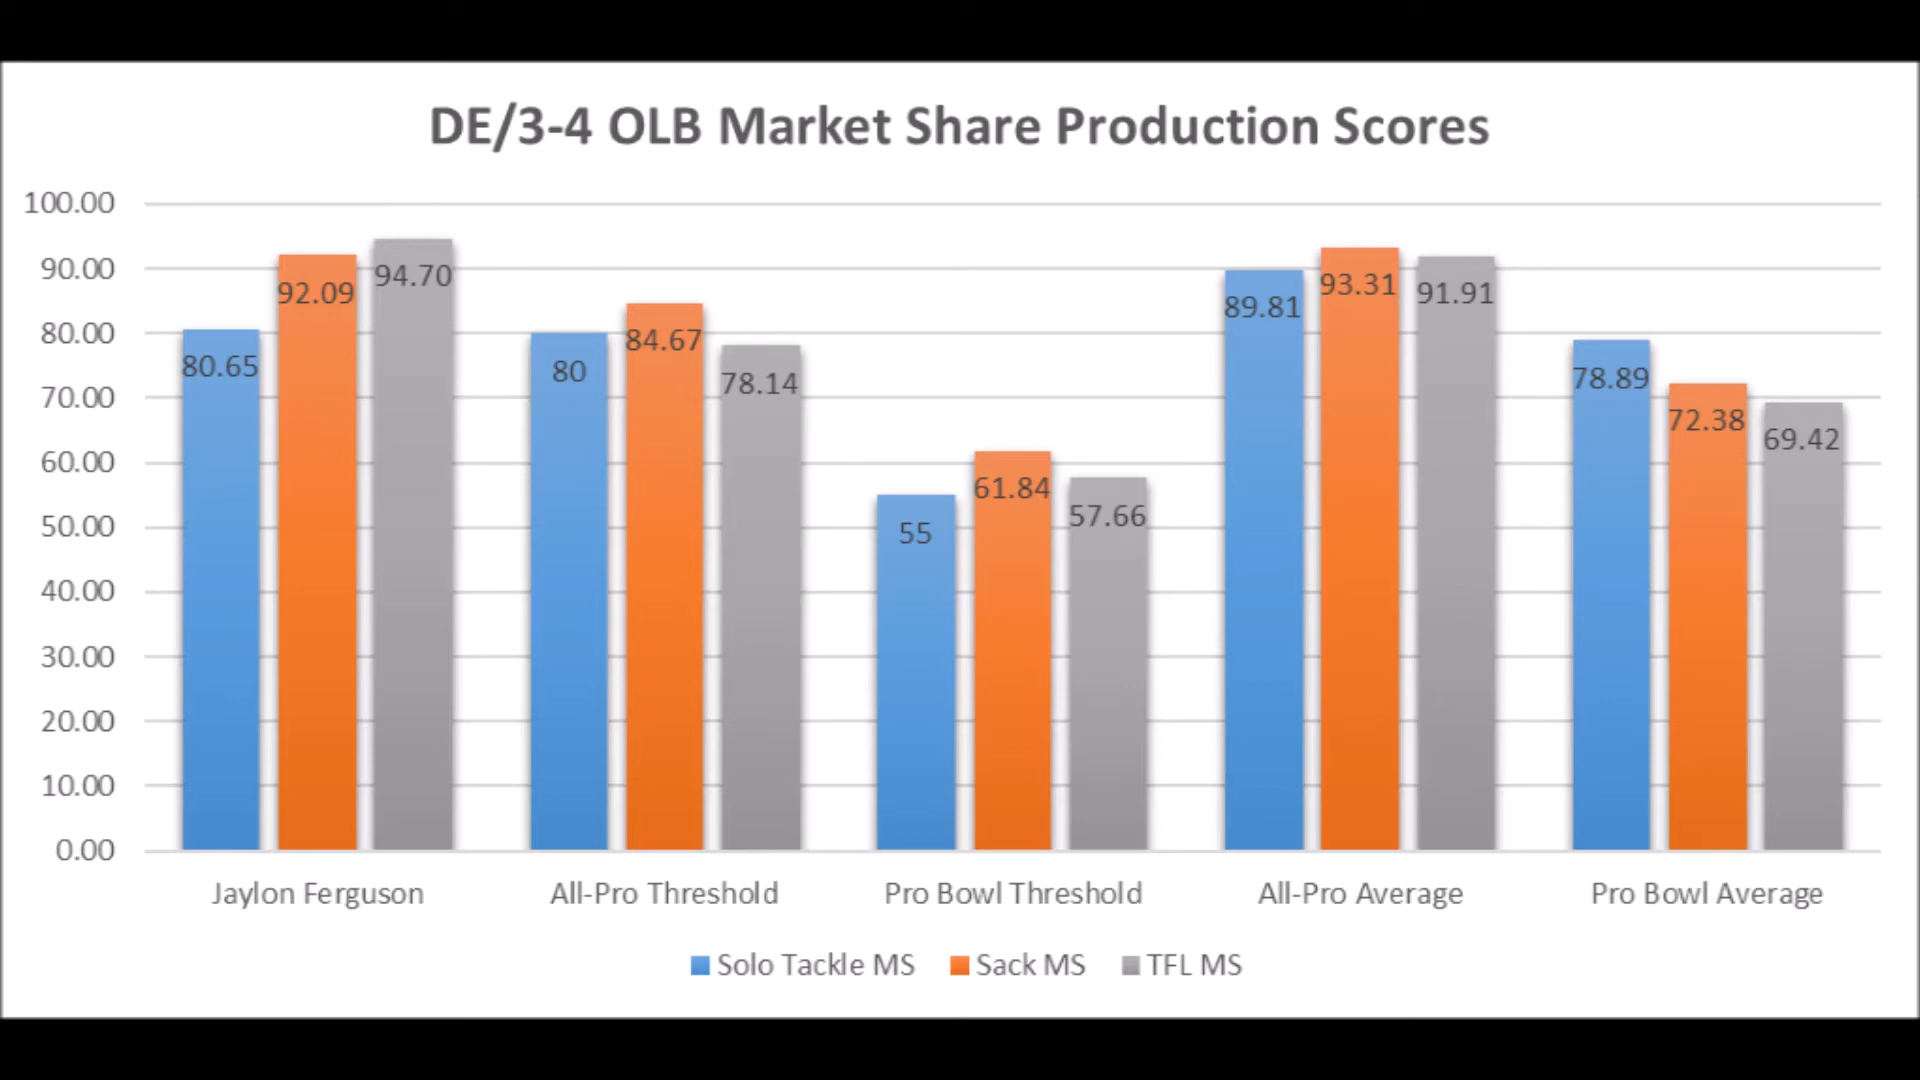 DE/3-4 OLB Market Share Production Scores
100.00
90.00
80.00
70.00
60.00
50.00
40.00
30.00
20.00
10.00
0.00
80.65
92.09
94.70
80
84.67
78.14
55
61.84
57.66
89.81
93.31
91.91
78.89
72.38
69.42
Jaylon Ferguson
All-Pro Threshold
Pro Bowl Threshold
All-Pro Average
Pro Bowl Average
Solo Tackle MS
Sack MS
TFL MS